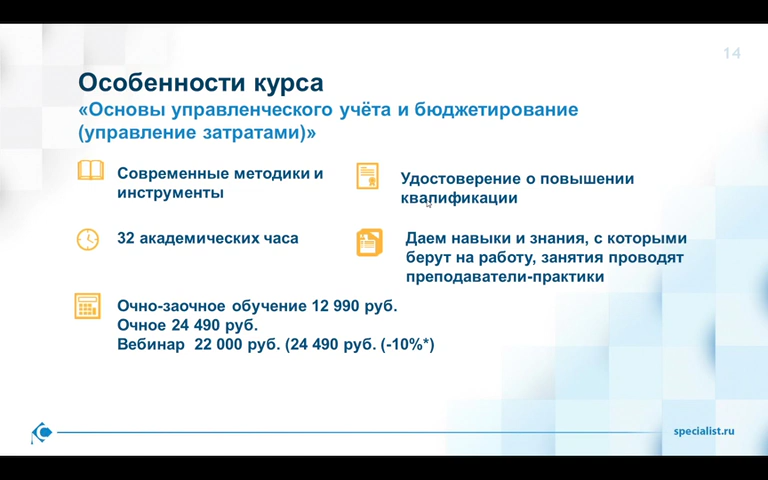 14
Особенности курса
«Основы управленческого учёта и бюджетирование
(управление затратами)»
Современные методики и
инструменты
Удостоверение о повышении
квалификации
32 академических часа
Даем навыки и знания, с которыми
берут на работу, занятия проводят
преподаватели-практики
Очно-заочное обучение 12 990 руб.
Очное 24 490 руб.
Вебинар 22 000 руб. (24 490 руб. (-10%*)
specialist.ru